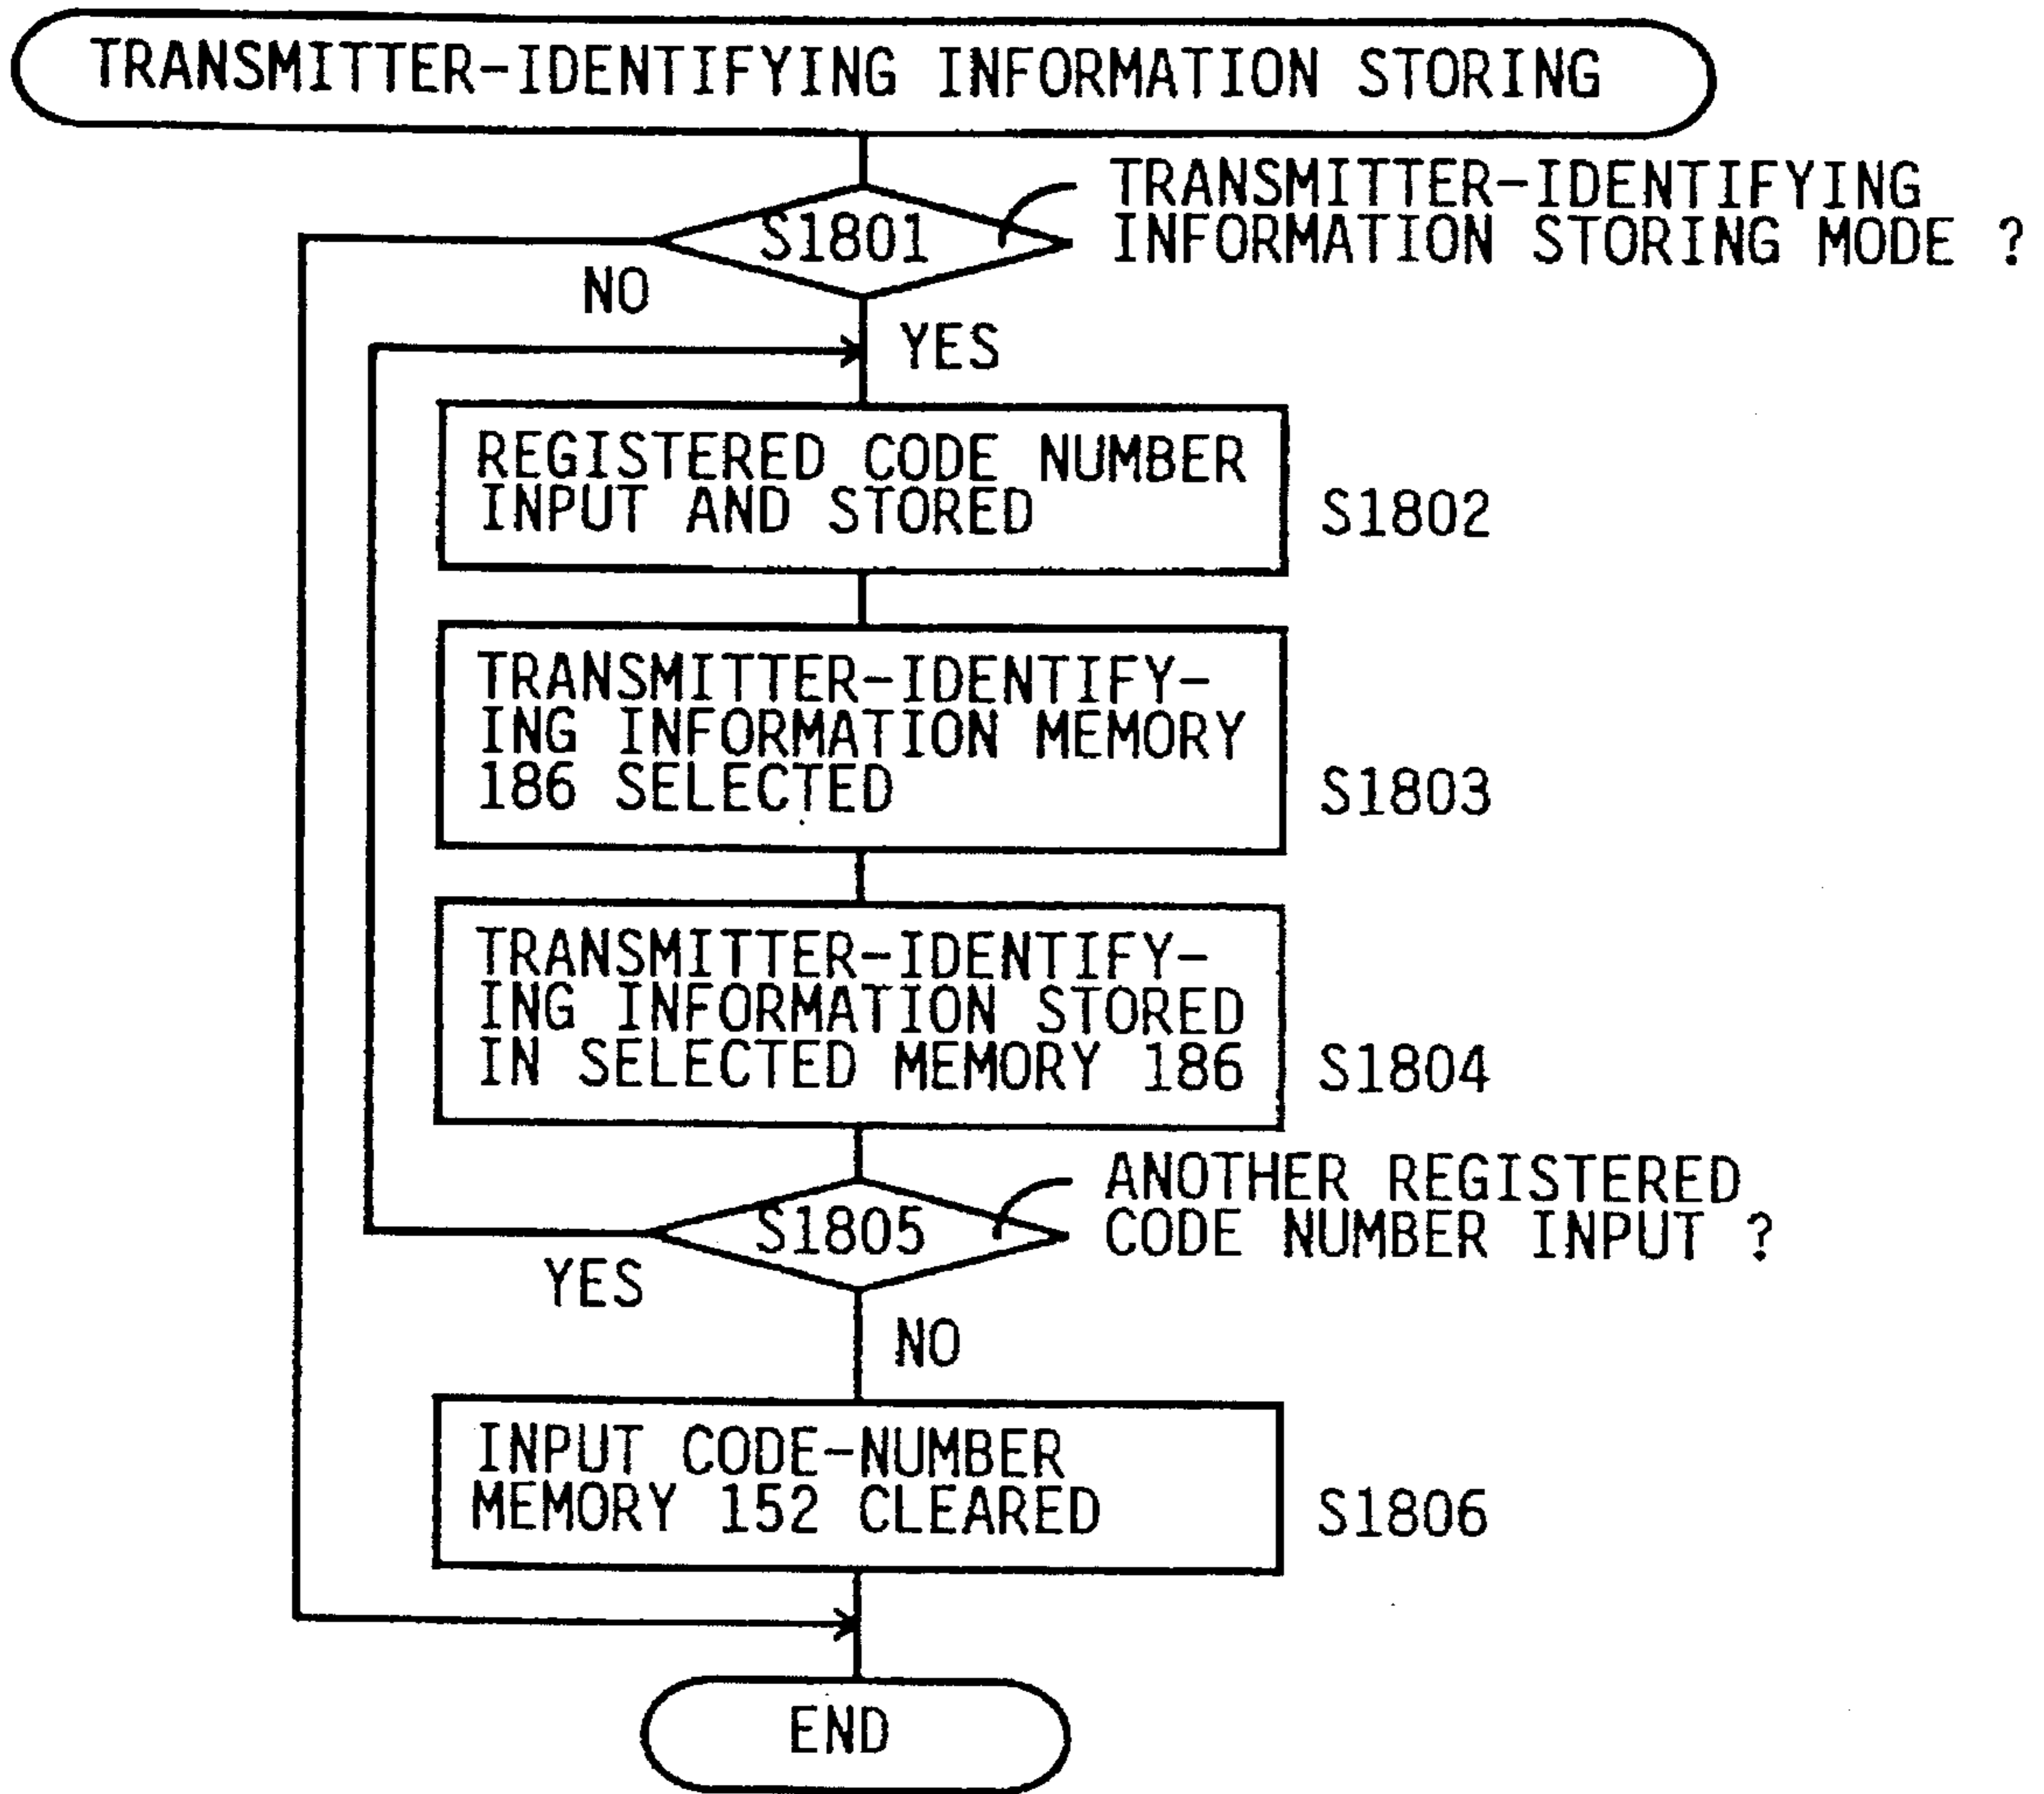 TRANSMITTER-IDENTIFYING INFORMATION STORING
TRANSMITTER-IDENTIFYING
INFORMATION STORING MODE ?
S1801
NO
YES
REGISTERED CODE NUMBER
INPUT AND STORED
S1802
TRANSMITTER-IDENTIFY-
ING INFORMATION MEMORY
186 SELECTED
S1803
TRANSMITTER-IDENTIFY-
ING INFORMATION STORED
IN SELECTED MEMORY 186
S1804
ANOTHER REGISTERED
CODE NUMBER INPUT ?
S1805
YES
NO
INPUT CODE-NUMBER
MEMORY 152 CLEARED
S1806
END